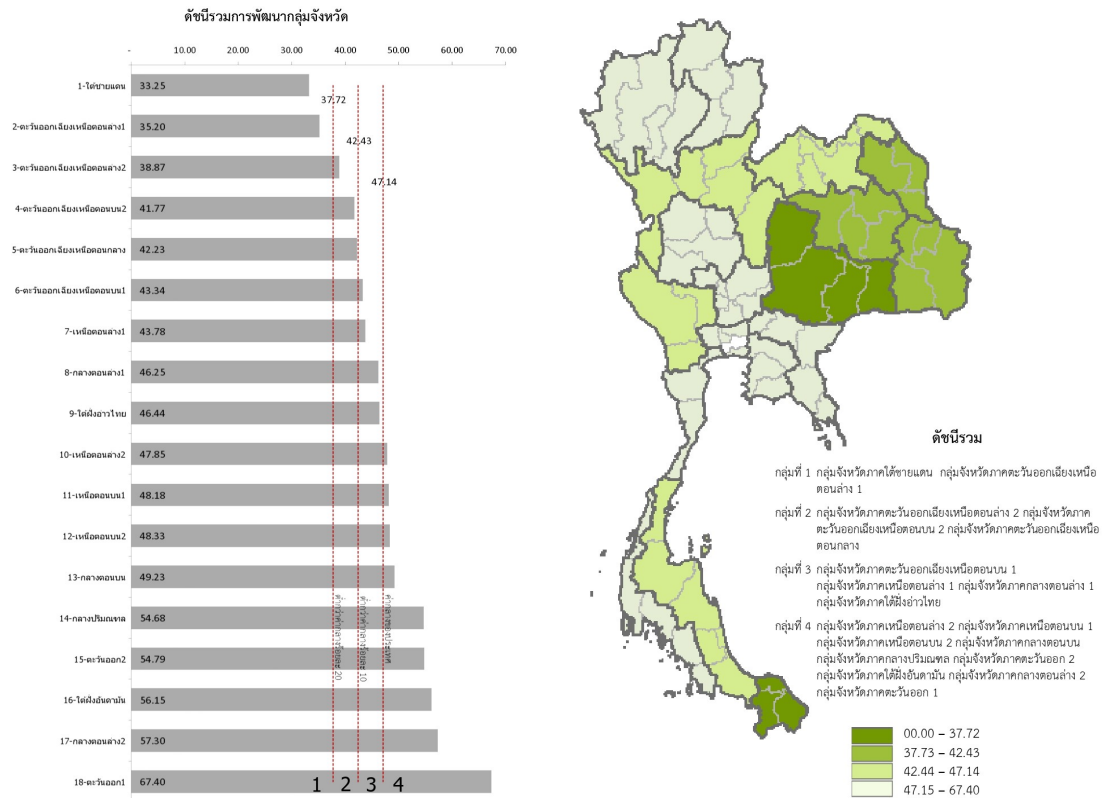 ดัชนีรวมการพัฒนากลุ่มจังหวัด
- 10.00 20.00 30.00 40.00 50.00 60.00 70.00
1-ใต้ชายแดน 33.25
37.72
2-ตะวันออกเฉียงเหนือตอนล่าง1 35.20
42.43
3-ตะวันออกเฉียงเหนือตอนล่าง2 38.87
47.14
4-ตะวันออกเฉียงเหนือตอนบน2 41.77
5-ตะวันออกเฉียงเหนือตอนกลาง 42.23
6-ตะวันออกเฉียงเหนือตอนบน1 43.34
7-เหนือตอนล่าง1 43.78
8-กลางตอนล่าง1 46.25
9-ใต้ฝั่งอ่าวไทย 46.44
10-เหนือตอนล่าง2 47.85
11-เหนือตอนบน1 48.18
12-เหนือตอนบน2 48.33
13-กลางตอนบน 49.23
14-กลางปริมณฑล 54.68
15-ตะวันออก2 54.79
16-ใต้ฝั่งอันดามัน 56.15
17-กลางตอนล่าง2 57.30
18-ตะวันออก1 67.40
ต่ำกว่าค่ากลางร้อยละ 20
ต่ำกว่าค่ากลางร้อยละ 10
1 2 3 4
ดัชนีรวม
กลุ่มที่ 1 กลุ่มจังหวัดภาคใต้ชายแดน กลุ่มจังหวัดภาคตะวันออกเฉียงเหนือ
ตอนล่าง 1
กลุ่มที่ 2 กลุ่มจังหวัดภาคตะวันออกเฉียงเหนือตอนล่าง 2 กลุ่มจังหวัดภาค
ตะวันออกเฉียงเหนือตอนบน 2 กลุ่มจังหวัดภาคตะวันออกเฉียงเหนือ
ตอนกลาง
กลุ่มที่ 3 กลุ่มจังหวัดภาคตะวันออกเฉียงเหนือตอนบน 1
กลุ่มจังหวัดภาคเหนือตอนล่าง 1 กลุ่มจังหวัดภาคกลางตอนล่าง 1
กลุ่มจังหวัดภาคใต้ฝั่งอ่าวไทย
กลุ่มที่ 4 กลุ่มจังหวัดภาคเหนือตอนล่าง 2 กลุ่มจังหวัดภาคเหนือตอนบน 1
กลุ่มจังหวัดภาคเหนือตอนบน 2 กลุ่มจังหวัดภาคกลางตอนบน
กลุ่มจังหวัดภาคกลางปริมณฑล กลุ่มจังหวัดภาคตะวันออก 2
กลุ่มจังหวัดภาคใต้ฝั่งอันดามัน กลุ่มจังหวัดภาคกลางตอนล่าง 2
กลุ่มจังหวัดภาคตะวันออก 1
00.00 – 37.72
37.73 – 42.43
42.44 – 47.14
47.15 – 67.40